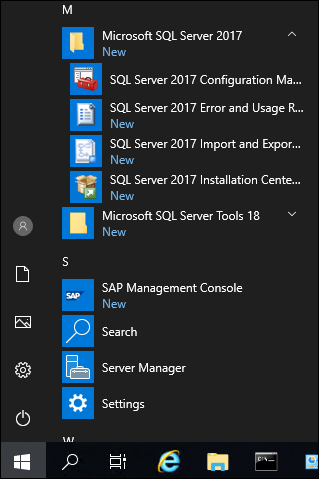 M
Microsoft SQL Server 2017
New
SQL Server 2017 Configuration Ma...
SQL Server 2017 Error and Usage R...
New
SQL Server 2017 Import and Expor...
New
SQL Server 2017 Installation Cente...
New
Microsoft SQL Server Tools 18
New
S
SAP Management Console
SAP
New
Search
Server Manager
Settings
W